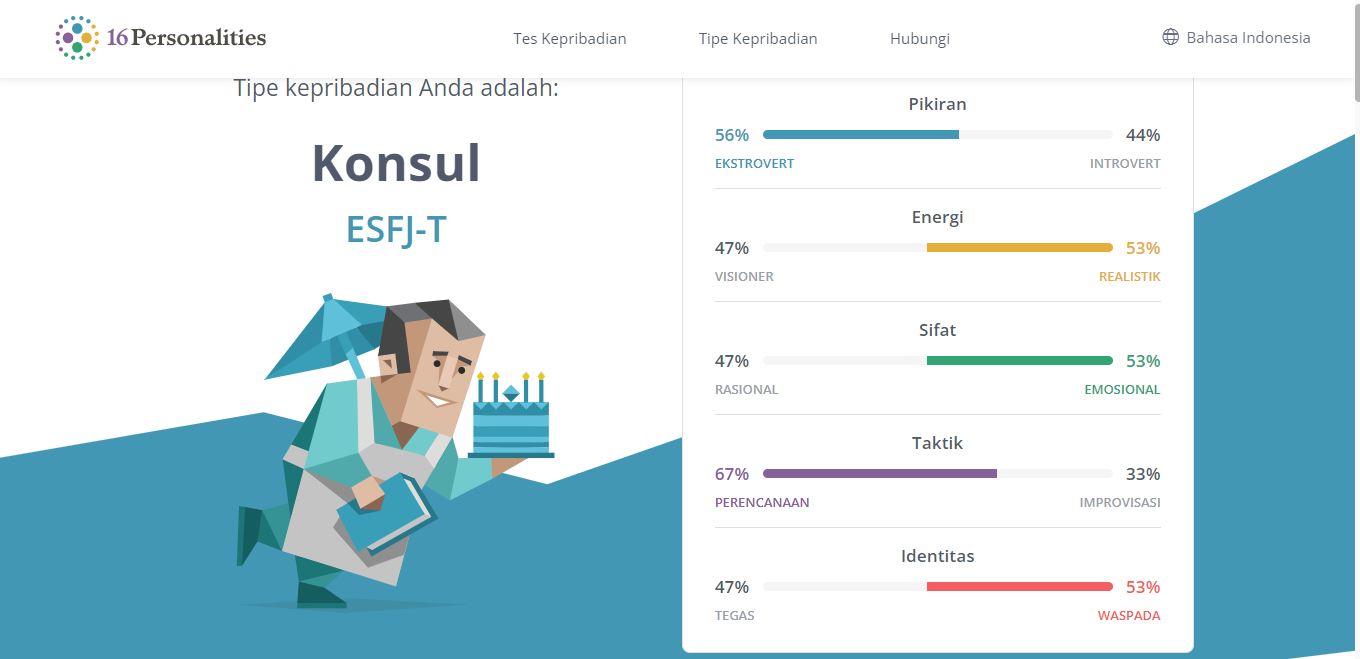 16Personalities
Tes Kepribadian
Tipe Kepribadian
Hubungi
Bahasa Indonesia
Tipe kepribadian Anda adalah:
Konsul
ESFJ-T
Pikiran
56% 44%
EKSTROVERT INTROVERT
Energi
47% 53%
VISIONER REALISTIK
Sifat
47% 53%
RASIONAL EMOSIONAL
Taktik
67% 33%
PERENCANAAN IMPROVISASI
Identitas
47% 53%
TEGAS WASPADA